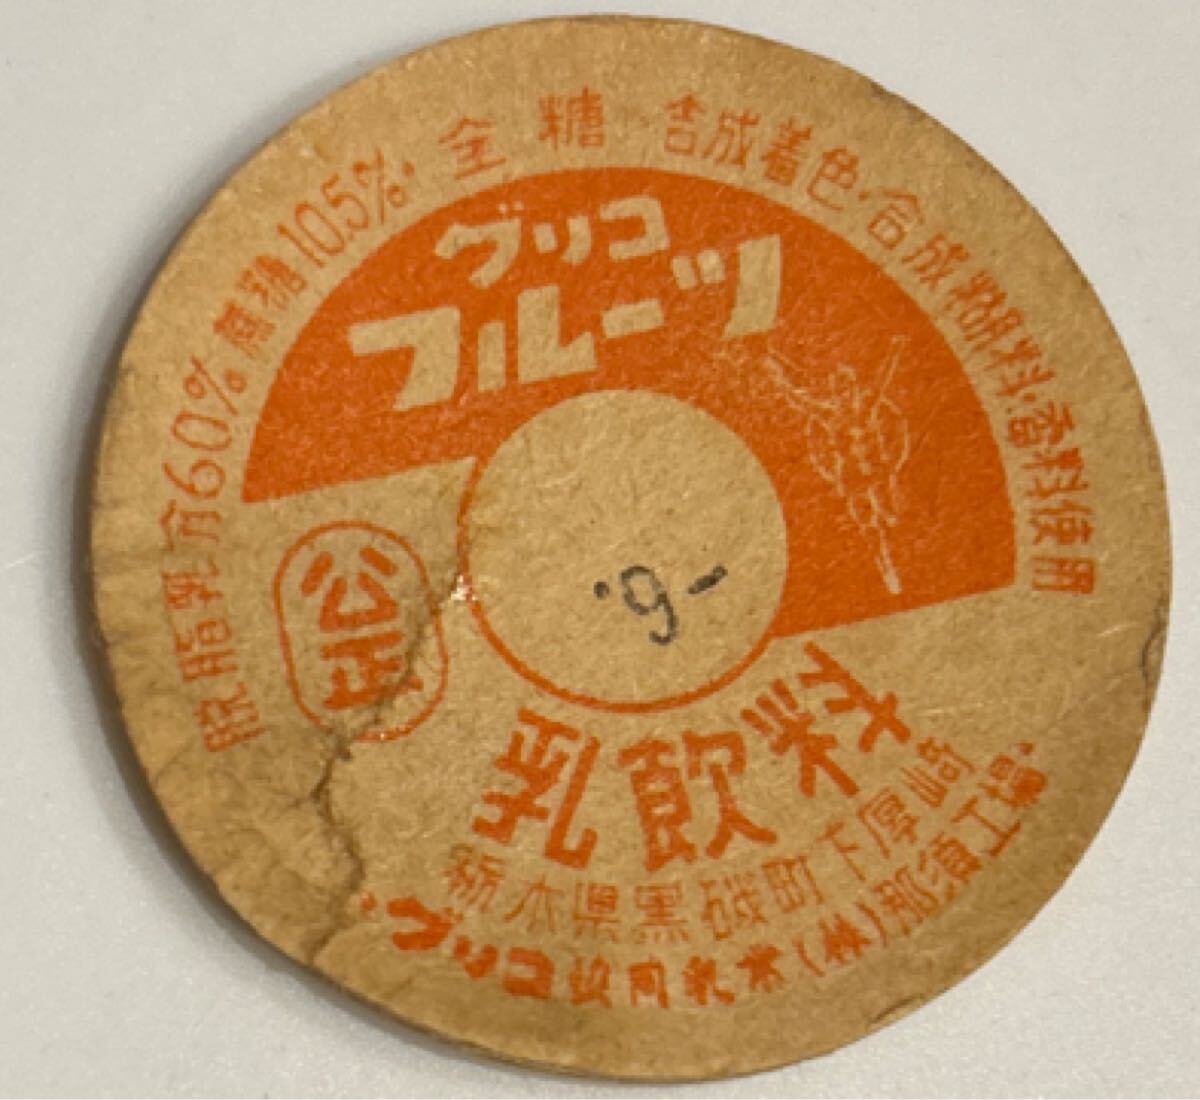 脱脂乳分60%無糖10.5%・全糖 合成着色・合成糊料・香料使用
グリコ
フルーツ
公正
-6.
乳飲料
栃木県黒磯町下厚崎
グリコ協同乳業(株)那須工場